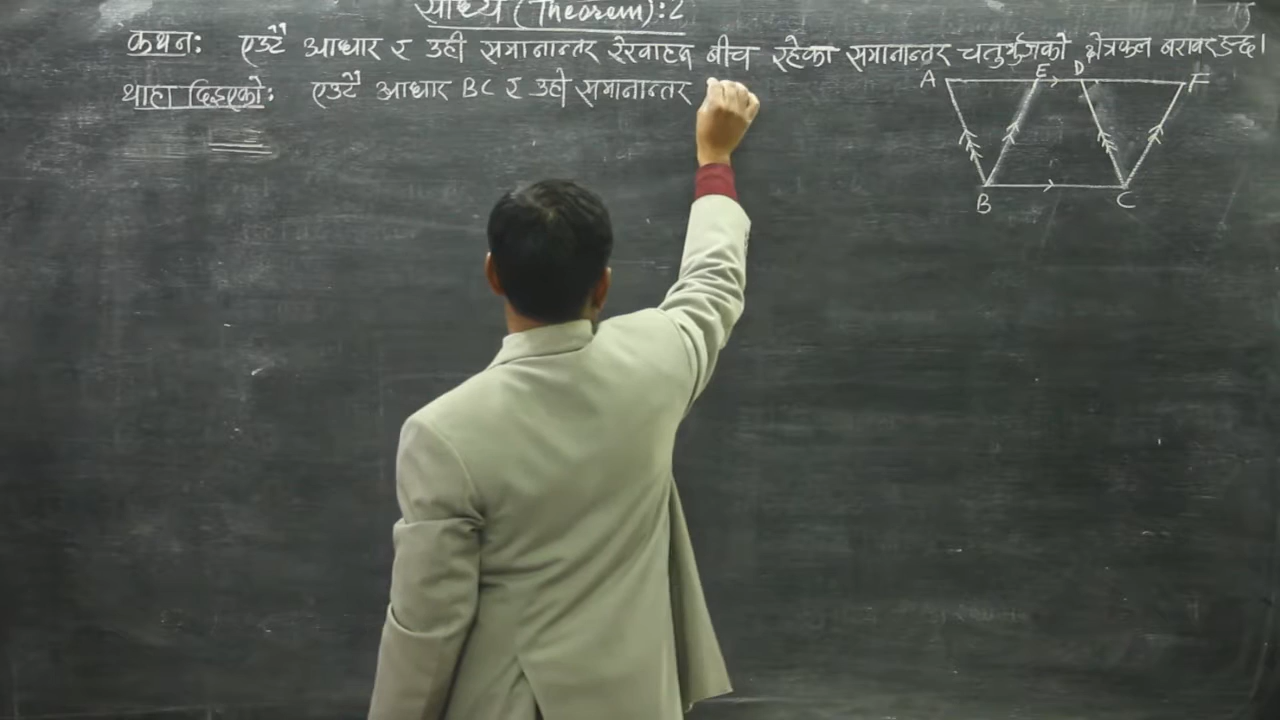 साध्य (Theorem):2
कथन: एउटै आधार र उही समानान्तर रेखाहरू बीच रहेका समानान्तर चतुर्भुजको क्षेत्रफल बराबर हुन्छ।
थाहा दिइएको: एउटै आधार BC र उही समानान्तर
A E D F
B C